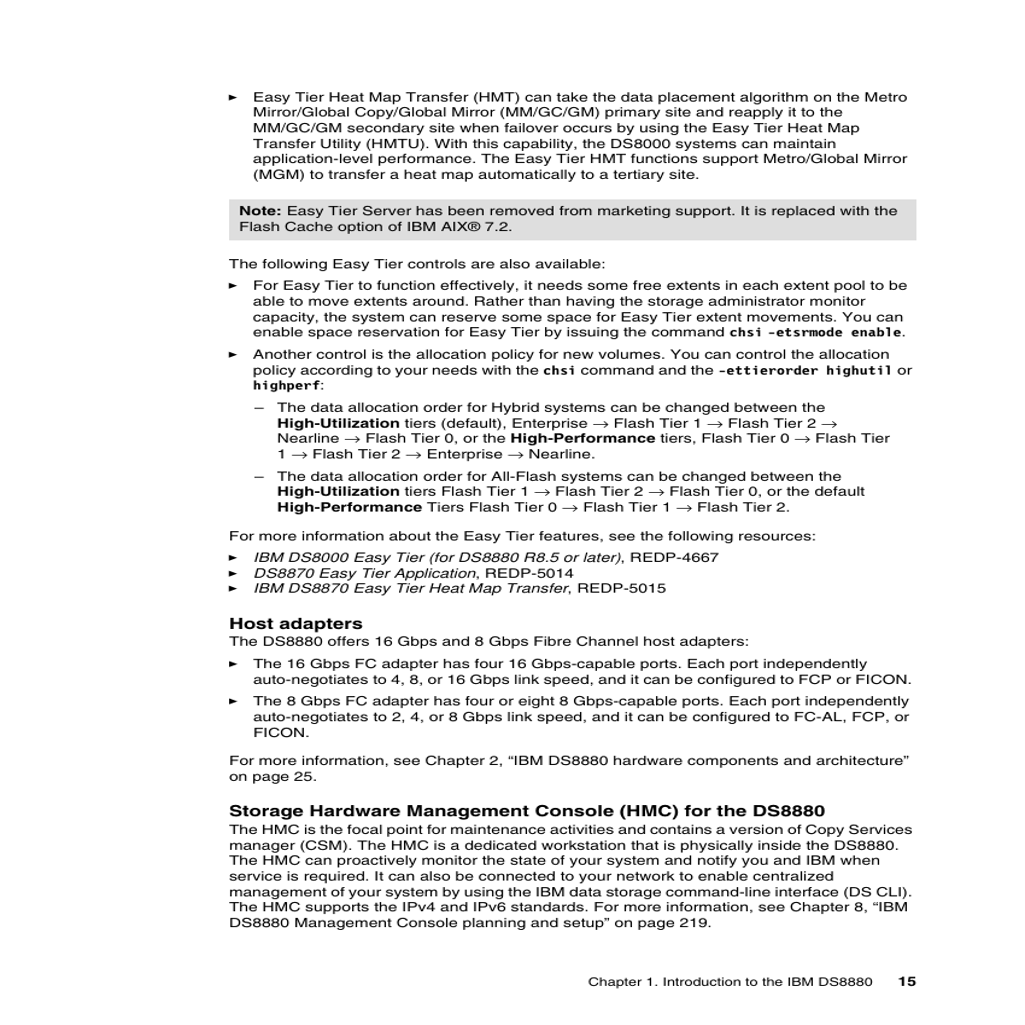 ► Easy Tier Heat Map Transfer (HMT) can take the data placement algorithm on the Metro
Mirror/Global Copy/Global Mirror (MM/GC/GM) primary site and reapply it to the
MM/GC/GM secondary site when failover occurs by using the Easy Tier Heat Map
Transfer Utility (HMTU). With this capability, the DS8000 systems can maintain
application-level performance. The Easy Tier HMT functions support Metro/Global Mirror
(MGM) to transfer a heat map automatically to a tertiary site.
Note: Easy Tier Server has been removed from marketing support. It is replaced with the
Flash Cache option of IBM AIX® 7.2.
The following Easy Tier controls are also available:
► For Easy Tier to function effectively, it needs some free extents in each extent pool to be
able to move extents around. Rather than having the storage administrator monitor
capacity, the system can reserve some space for Easy Tier extent movements. You can
enable space reservation for Easy Tier by issuing the command chsi -etsrmode enable.
► Another control is the allocation policy for new volumes. You can control the allocation
policy according to your needs with the chsi command and the -ettierorder highutil or
highperf:
– The data allocation order for Hybrid systems can be changed between the
High-Utilization tiers (default), Enterprise → Flash Tier 1 → Flash Tier 2 →
Nearline → Flash Tier 0, or the High-Performance tiers, Flash Tier 0 → Flash Tier
1 → Flash Tier 2 → Enterprise → Nearline.
– The data allocation order for All-Flash systems can be changed between the
High-Utilization tiers Flash Tier 1 → Flash Tier 2 → Flash Tier 0, or the default
High-Performance Tiers Flash Tier 0 → Flash Tier 1 → Flash Tier 2.
For more information about the Easy Tier features, see the following resources:
► IBM DS8000 Easy Tier (for DS8880 R8.5 or later), REDP-4667
► DS8870 Easy Tier Application, REDP-5014
► IBM DS8870 Easy Tier Heat Map Transfer, REDP-5015
Host adapters
The DS8880 offers 16 Gbps and 8 Gbps Fibre Channel host adapters:
► The 16 Gbps FC adapter has four 16 Gbps-capable ports. Each port independently
auto-negotiates to 4, 8, or 16 Gbps link speed, and it can be configured to FCP or FICON.
► The 8 Gbps FC adapter has four or eight 8 Gbps-capable ports. Each port independently
auto-negotiates to 2, 4, or 8 Gbps link speed, and it can be configured to FC-AL, FCP, or
FICON.
For more information, see Chapter 2, “IBM DS8880 hardware components and architecture”
on page 25.
Storage Hardware Management Console (HMC) for the DS8880
The HMC is the focal point for maintenance activities and contains a version of Copy Services
manager (CSM). The HMC is a dedicated workstation that is physically inside the DS8880.
The HMC can proactively monitor the state of your system and notify you and IBM when
service is required. It can also be connected to your network to enable centralized
management of your system by using the IBM data storage command-line interface (DS CLI).
The HMC supports the IPv4 and IPv6 standards. For more information, see Chapter 8, “IBM
DS8880 Management Console planning and setup” on page 219.
Chapter 1. Introduction to the IBM DS8880 15